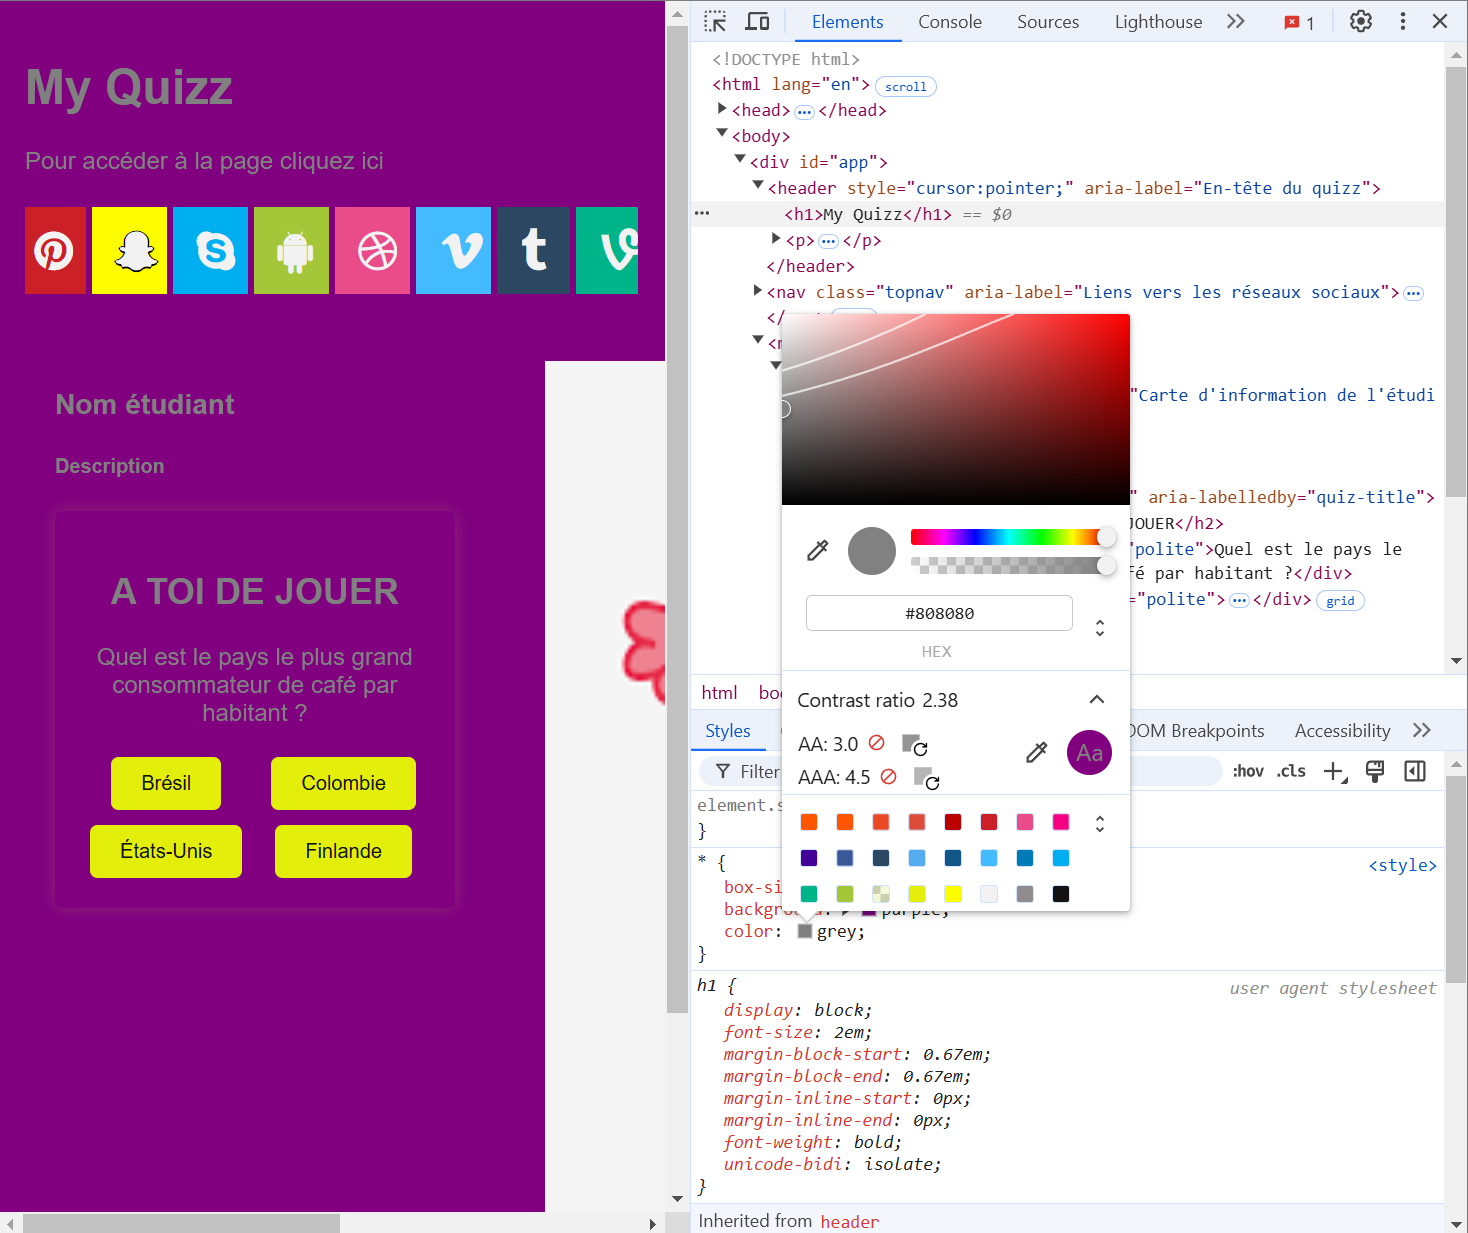 My Quizz
Pour accéder à la page cliquez ici
Nom étudiant
Description
A TOI DE JOUER
Quel est le pays le plus grand
consommateur de café par
habitant ?
Brésil
Colombie
États-Unis
Finlande
Elements
Console
Sources
Lighthouse
1
<!DOCTYPE html>
<html lang="en"> scroll
<head> ••• </head>
<body>
<div id="app">
<header style="cursor:pointer;" aria-label="En-tête du quizz">
••• <h1>My Quizz</h1> == $0
<p> ••• </p>
</header>
<nav class="topnav" aria-label="Liens vers les réseaux sociaux"> •••
"Carte d'information de l'étudi
" aria-labelledby="quiz-title">
JOUER</h2>
polite">Quel est le pays le
fé par habitant ?</div>
="polite"> ••• </div> grid
#808080
HEX
Contrast ratio 2.38
AA: 3.0
AAA: 4.5
Aa
html
Styles
DOM Breakpoints
Accessibility
Filter
:hov
.cls
element.s
}
* {
<style>
box-si
background: purple;
color: grey;
}
h1 {
user agent stylesheet
display: block;
font-size: 2em;
margin-block-start: 0.67em;
margin-block-end: 0.67em;
margin-inline-start: 0px;
margin-inline-end: 0px;
font-weight: bold;
unicode-bidi: isolate;
}
Inherited from header